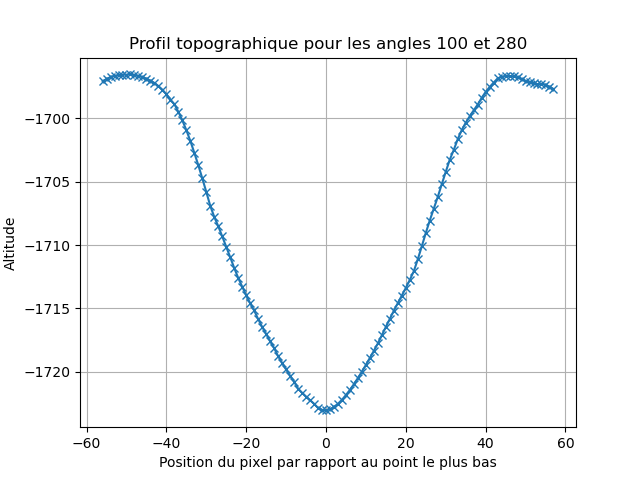 Profil topographique pour les angles 100 et 280
Altitude
−1700
−1705
−1710
−1715
−1720
−60 −40 −20 0 20 40 60
Position du pixel par rapport au point le plus bas